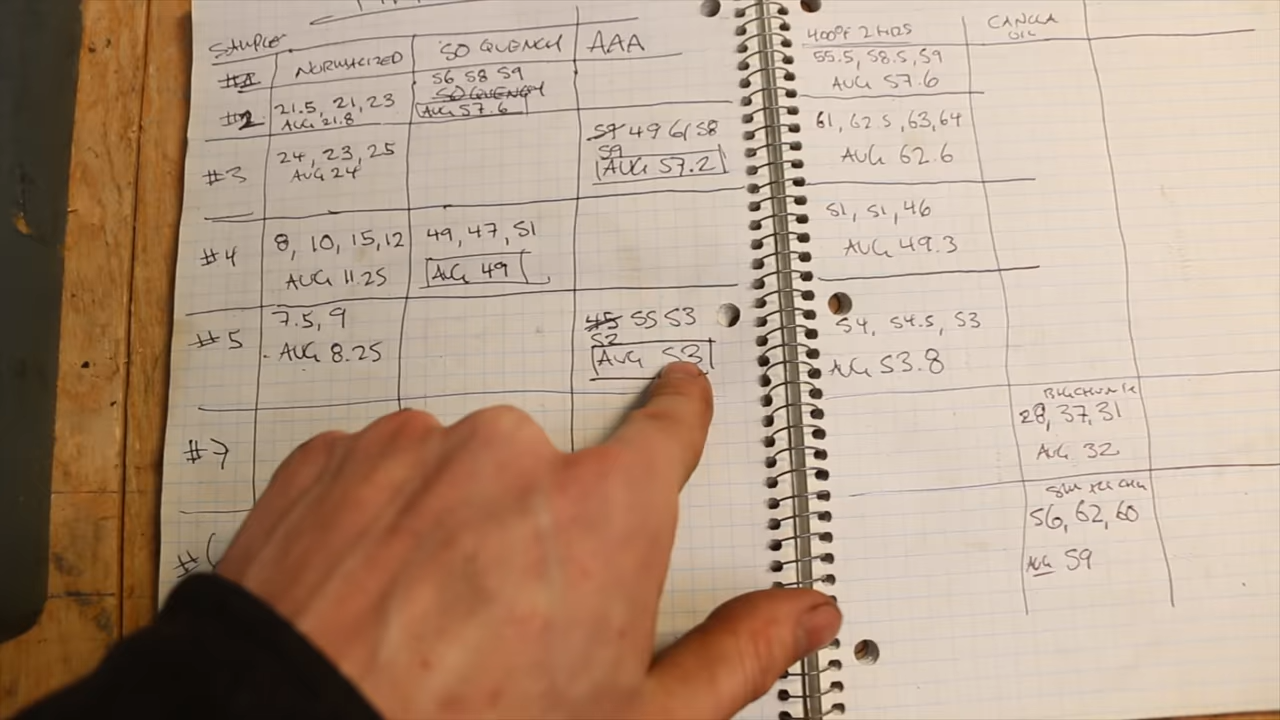 SAMPLE
NORMALIZED
50 QUENCH
AAA
400°F 2 HRS
CANOLA
OIL
#1
56 58 59
50 QUENCH
AVG 57.6
55.5, 58.5, 59
AVG 57.6
#2
21.5, 21, 23
AVG 21.8
#3
24, 23, 25
AVG 24
57 49 61 58
59
AVG 57.2
61, 62.5, 63, 64
AVG 62.6
#4
8, 10, 15, 12
AVG 11.25
49, 47, 51
AVG 49
51, 51, 46
AVG 49.3
#5
7.5, 9
AVG 8.25
45 55 53
52
AVG 53
54, 54.5, 53
AVG 53.8
#7
28, 37, 31
AVG 32
56, 62, 60
AVG 59